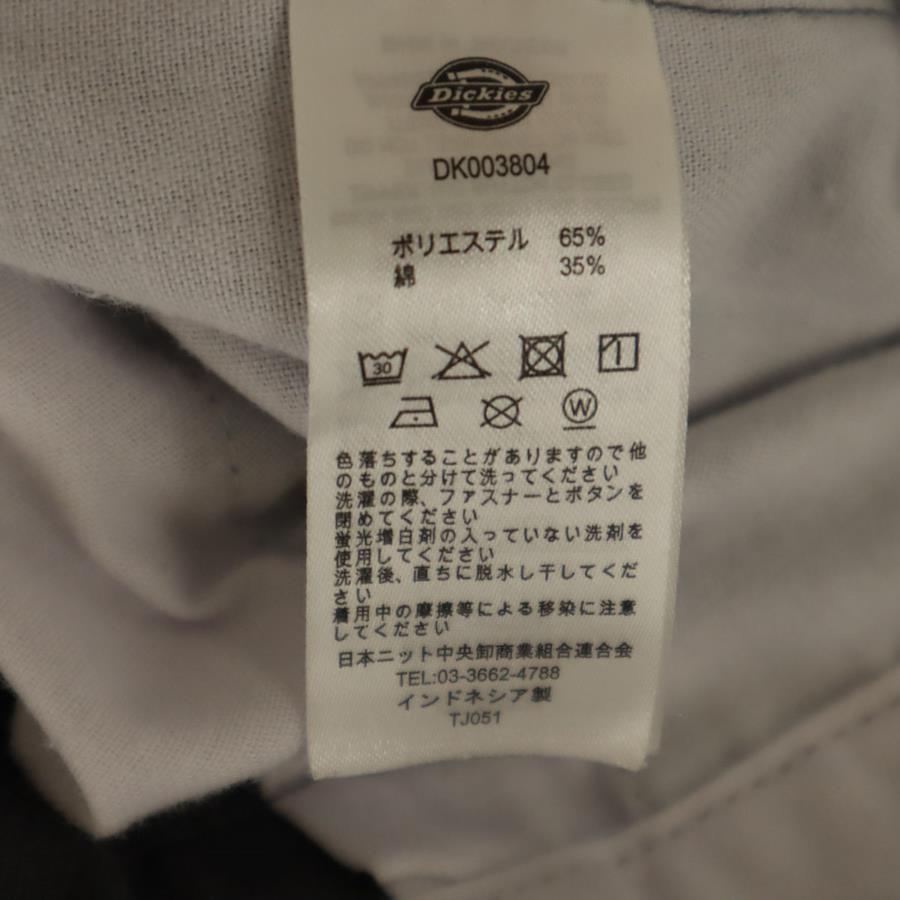 Dickies
DK003804
ポリエステル 65%
綿 35%
30
W
色落ちすることがありますので他
のものと分けて洗ってください
洗濯の際、ファスナーとボタンを
閉めてください
蛍光増白剤の入っていない洗剤を
使用してください
洗濯後、直ちに脱水し干してくだ
さい
着用中の摩擦等による移染に注意
してください
日本ニット中央卸商業組合連合会
TEL:03-3662-4788
インドネシア製
TJ051